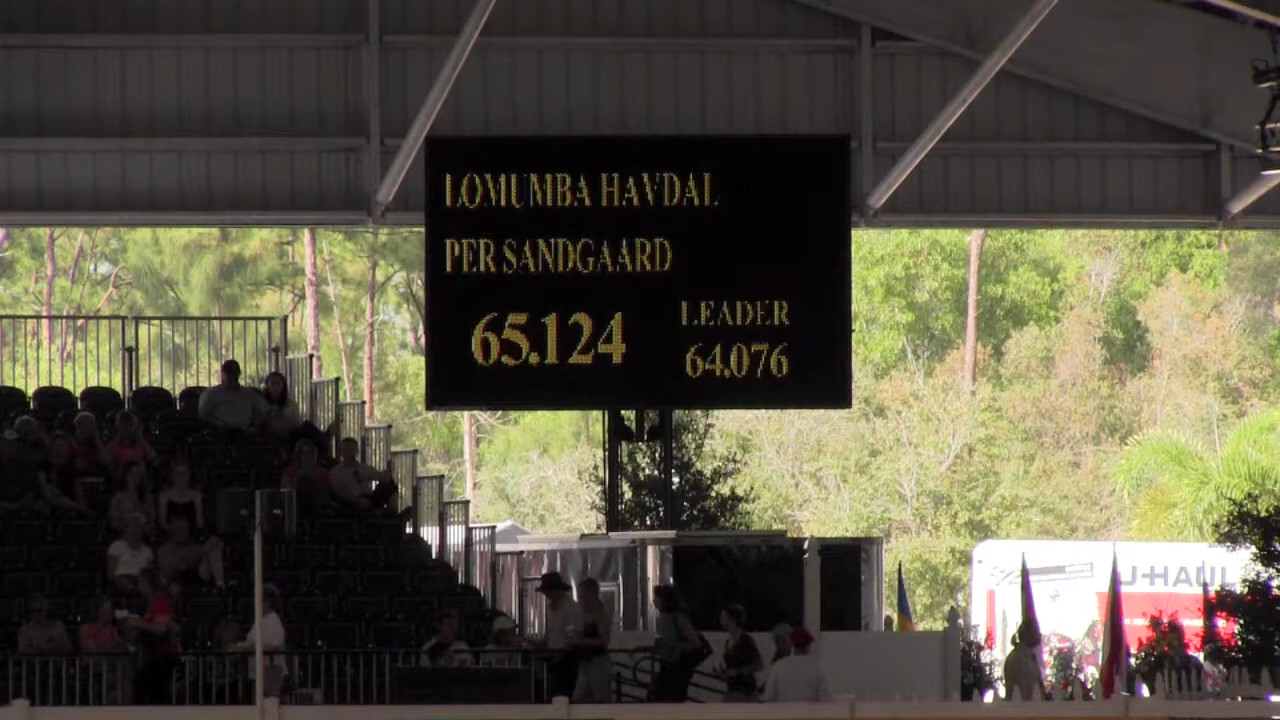 LOMUMBA HAVDAL
PER SANDGAARD
65.124
LEADER
64.076
U-HAUL